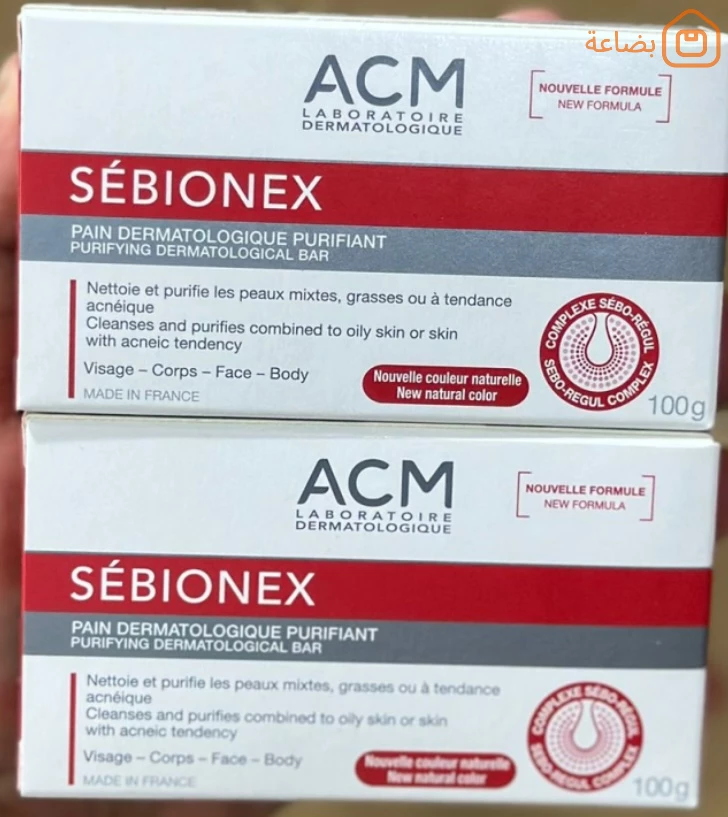 بضاعة
ACM
LABORATOIRE
DERMATOLOGIQUE
NOUVELLE FORMULE
NEW FORMULA
SÉBIONEX
PAIN DERMATOLOGIQUE PURIFIANT
PURIFYING DERMATOLOGICAL BAR
Nettoie et purifie les peaux mixtes, grasses ou à tendance
acnéique
Cleanses and purifies combined to oily skin or skin
with acneic tendency
Visage – Corps – Face – Body
MADE IN FRANCE
Nouvelle couleur naturelle
New natural color
COMPLEXE SÉBO-RÉGUL
SEBO-REGUL COMPLEX
100g
ACM
LABORATOIRE
DERMATOLOGIQUE
NOUVELLE FORMULE
NEW FORMULA
SÉBIONEX
PAIN DERMATOLOGIQUE PURIFIANT
PURIFYING DERMATOLOGICAL BAR
Nettoie et purifie les peaux mixtes, grasses ou à tendance
acnéique
Cleanses and purifies combined to oily skin or skin
with acneic tendency
Visage – Corps – Face – Body
MADE IN FRANCE
Nouvelle couleur naturelle
New natural color
COMPLEXE SÉBO-RÉGUL
SEBO-REGUL COMPLEX
100g